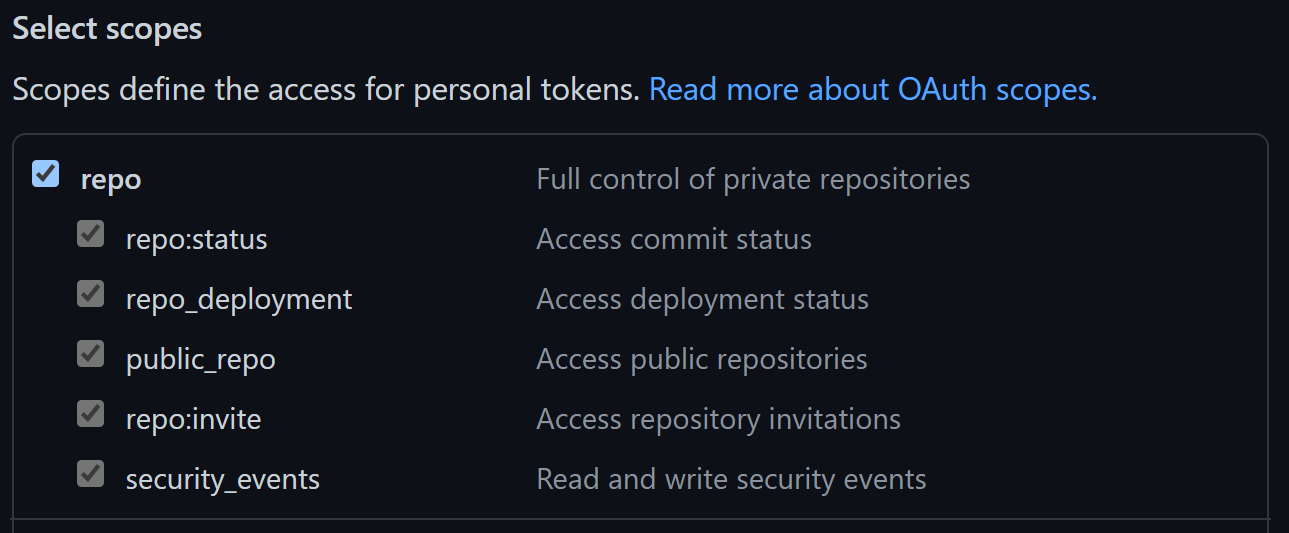 Select scopes
Scopes define the access for personal tokens. Read more about OAuth scopes.
repo Full control of private repositories
repo:status Access commit status
repo_deployment Access deployment status
public_repo Access public repositories
repo:invite Access repository invitations
security_events Read and write security events